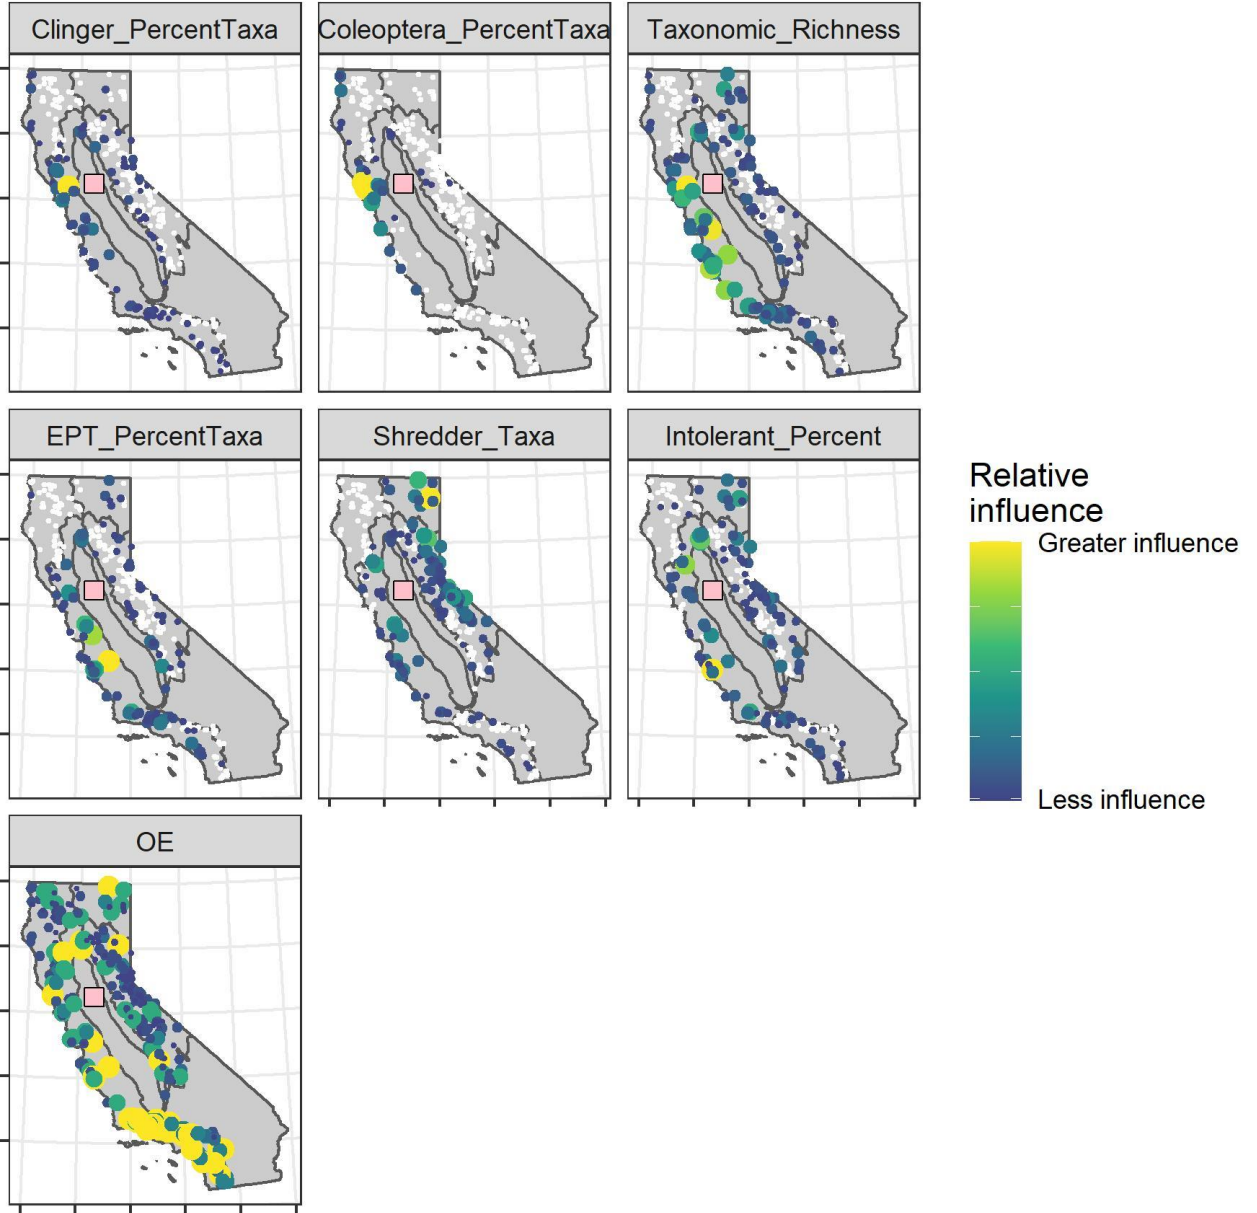 Clinger_PercentTaxa
Coleoptera_PercentTaxa
Taxonomic_Richness
EPT_PercentTaxa
Shredder_Taxa
Intolerant_Percent
Relative
influence
Greater influence
Less influence
OE